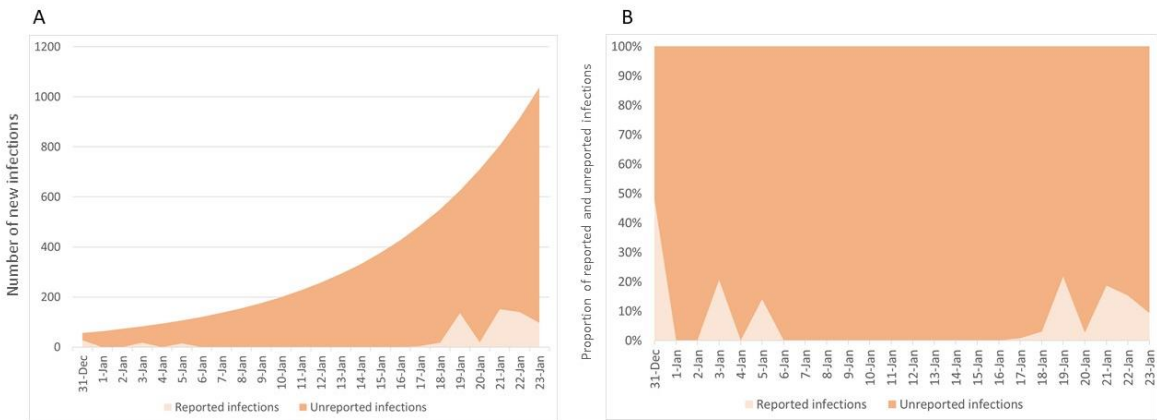 A
Number of new infections
1200
1000
800
600
400
200
0
31-Dec
1-Jan
2-Jan
3-Jan
4-Jan
5-Jan
6-Jan
7-Jan
8-Jan
9-Jan
10-Jan
11-Jan
12-Jan
13-Jan
14-Jan
15-Jan
16-Jan
17-Jan
18-Jan
19-Jan
20-Jan
21-Jan
22-Jan
23-Jan
Reported infections
Unreported infections
B
Proportion of reported and unreported infections
100%
90%
80%
70%
60%
50%
40%
30%
20%
10%
0%
31-Dec
1-Jan
2-Jan
3-Jan
4-Jan
5-Jan
6-Jan
7-Jan
8-Jan
9-Jan
10-Jan
11-Jan
12-Jan
13-Jan
14-Jan
15-Jan
16-Jan
17-Jan
18-Jan
19-Jan
20-Jan
21-Jan
22-Jan
23-Jan
Reported infections
Unreported infections